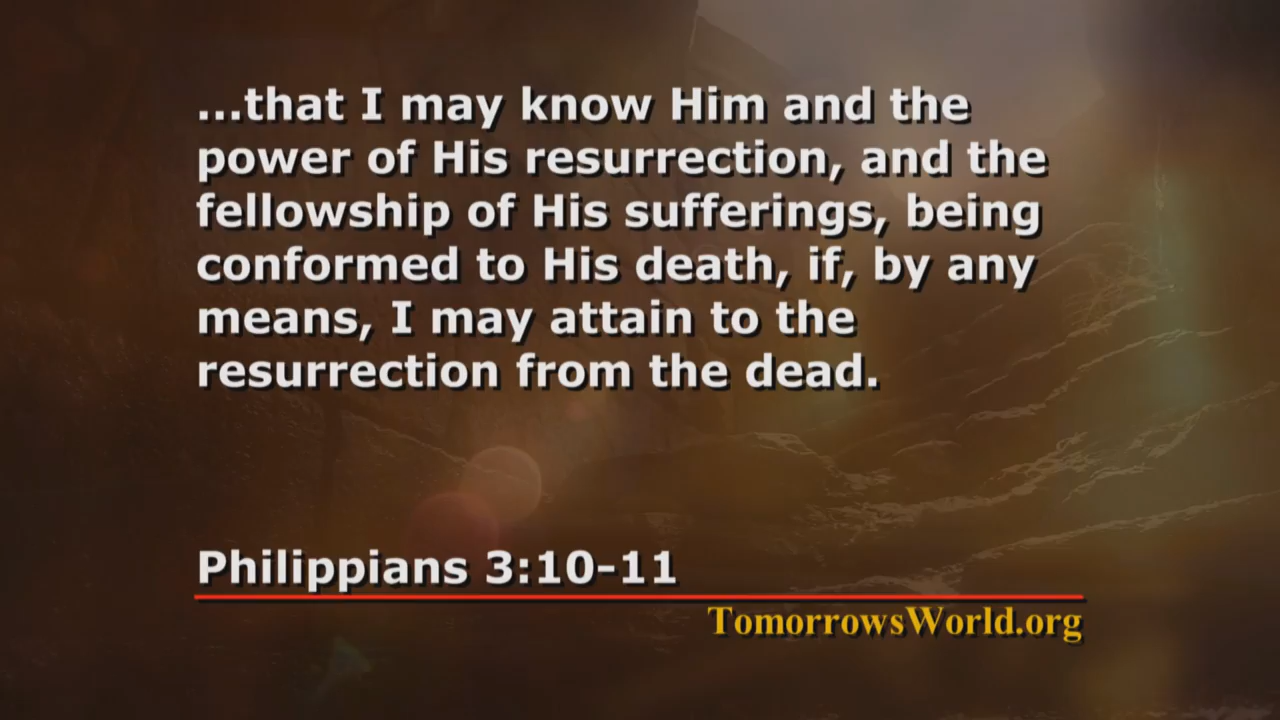 ...that I may know Him and the
power of His resurrection, and the
fellowship of His sufferings, being
conformed to His death, if, by any
means, I may attain to the
resurrection from the dead.
Philippians 3:10-11
TomorrowsWorld.org